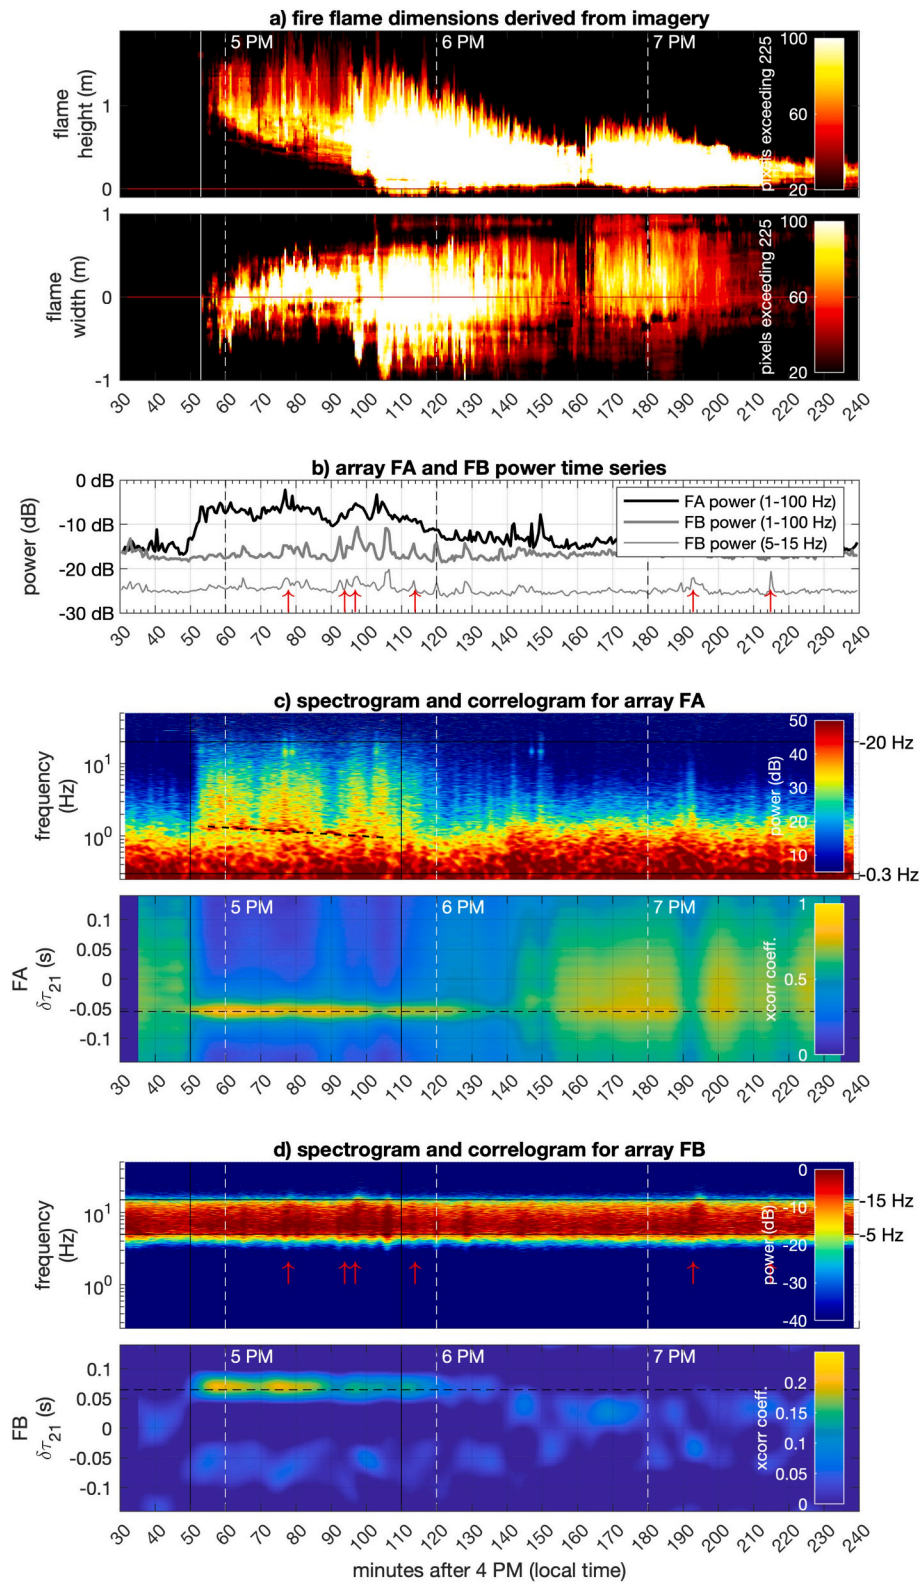 a) fire flame dimensions derived from imagery
5 PM
6 PM
7 PM
flame
height (m)
1
0
pixels exceeding 225
100
60
20
flame
width (m)
1
0
-1
pixels exceeding 225
100
60
20
30 40 50 60 70 80 90 100 110 120 130 140 150 160 170 180 190 200 210 220 230 240
b) array FA and FB power time series
power (dB)
0 dB
-10 dB
-20 dB
-30 dB
FA power (1-100 Hz)
FB power (1-100 Hz)
FB power (5-15 Hz)
30 40 50 60 70 80 90 100 110 120 130 140 150 160 170 180 190 200 210 220 230 240
c) spectrogram and correlogram for array FA
frequency
(Hz)
10¹
10⁰
power (dB)
50
40
30
20
10
-20 Hz
-0.3 Hz
5 PM
6 PM
7 PM
FA
δτ₂₁ (s)
0.1
0.05
0
-0.05
-0.1
xcorr coeff.
1
0.5
0
30 40 50 60 70 80 90 100 110 120 130 140 150 160 170 180 190 200 210 220 230 240
d) spectrogram and correlogram for array FB
frequency
(Hz)
10¹
10⁰
power (dB)
0
-10
-20
-30
-40
-15 Hz
-5 Hz
5 PM
6 PM
7 PM
FB
δτ₂₁ (s)
0.1
0.05
0
-0.05
-0.1
xcorr coeff.
0.2
0.15
0.1
0.05
0
30 40 50 60 70 80 90 100 110 120 130 140 150 160 170 180 190 200 210 220 230 240
minutes after 4 PM (local time)